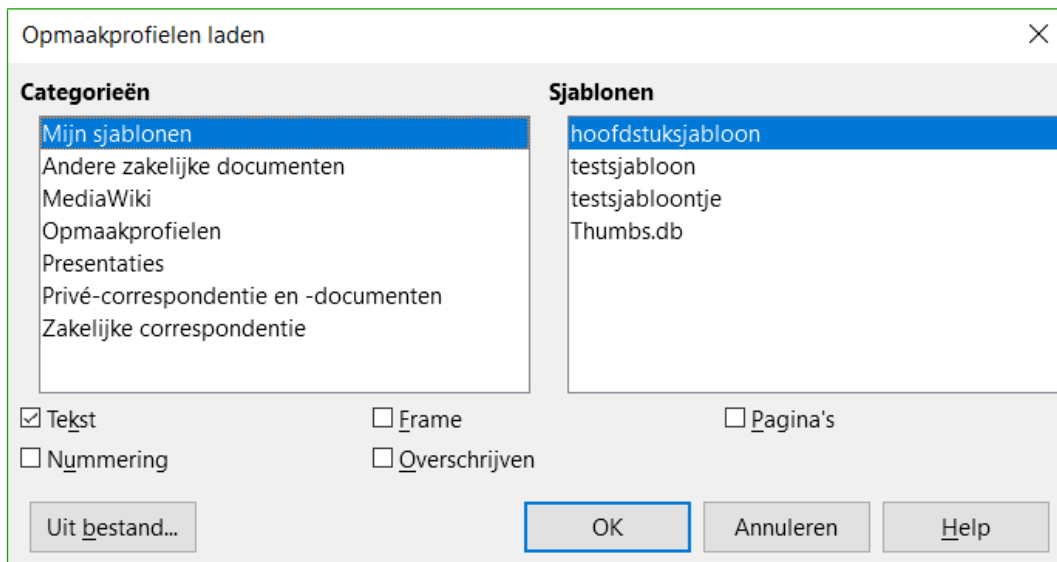 Opmaakprofielen laden
Categorieën
Mijn sjablonen
Andere zakelijke documenten
MediaWiki
Opmaakprofielen
Presentaties
Privé-correspondentie en -documenten
Zakelijke correspondentie
Sjablonen
hoofdstuksjabloon
testsjabloon
testsjabloontje
Thumbs.db
Tekst Frame Pagina's
Nummering Overschrijven
Uit bestand... OK Annuleren Help